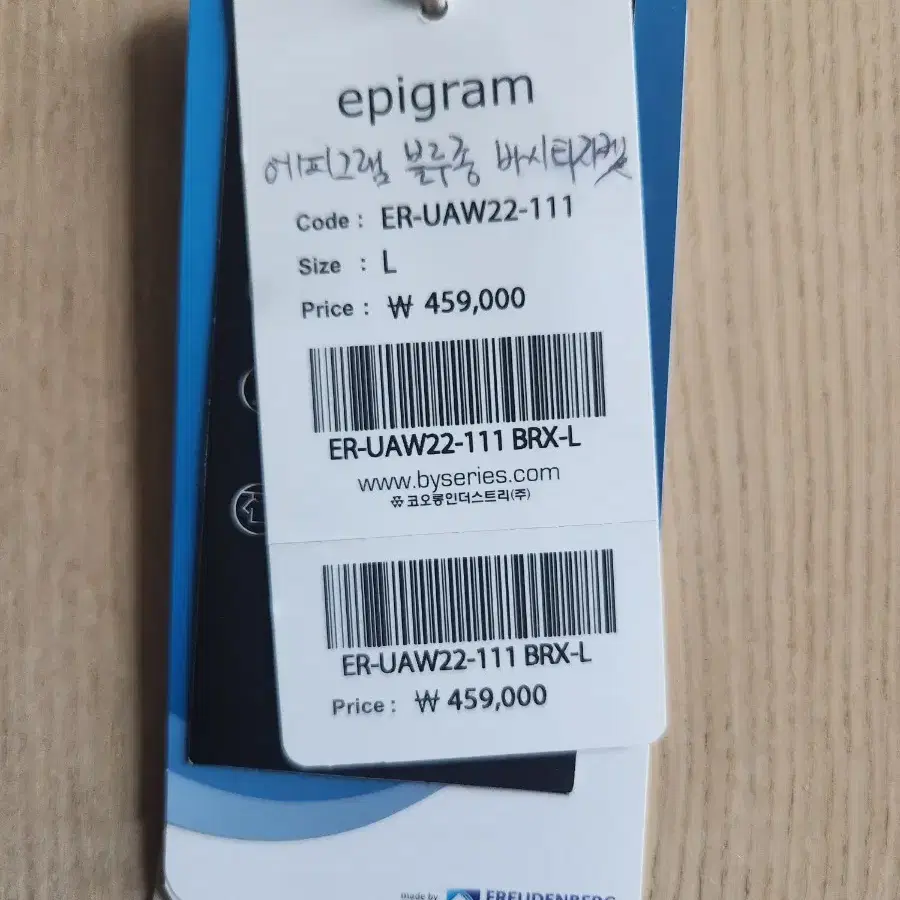 epigram
에피그램 블루종 바시티자켓
Code : ER-UAW22-111
Size : L
Price : ₩ 459,000
ER-UAW22-111 BRX-L
www.byseries.com
코오롱인더스트리(주)
ER-UAW22-111 BRX-L
Price : ₩ 459,000
made by FREUDENBERG